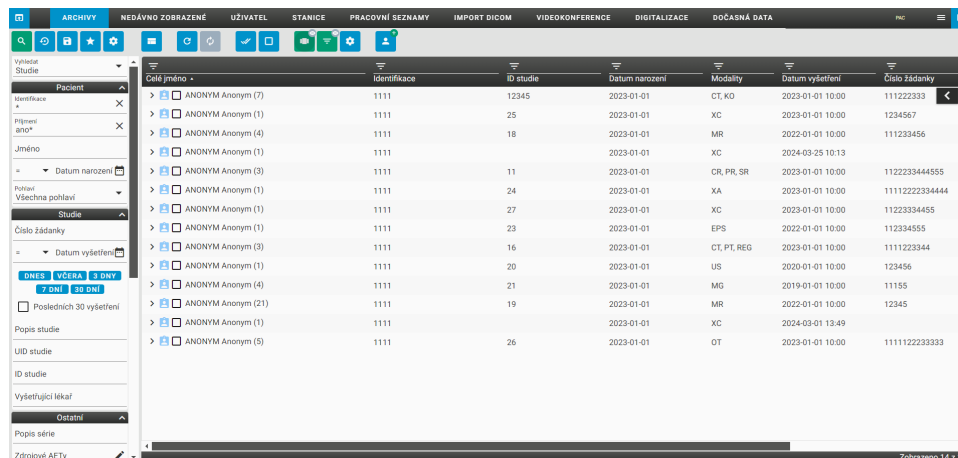 ARCHIVY NEDÁVNO ZOBRAZENÉ UŽIVATEL STANICE PRACOVNÍ SEZNAMY IMPORT DICOM VIDEOKONFERENCE DIGITALIZACE DOČASNÁ DATA PAC
Vyhledat
Studie
Pacient
Identifikace
*
Příjmení
ano*
Jméno
= Datum narození
Pohlaví
Všechna pohlaví
Studie
Číslo žádanky
= Datum vyšetření
DNES VČERA 3 DNY
7 DNÍ 30 DNÍ
Posledních 30 vyšetření
Popis studie
UID studie
ID studie
Vyšetřující lékař
Ostatní
Popis série
Zdrojové AETy
Celé jméno Identifikace ID studie Datum narození Modality Datum vyšetření Číslo žádanky
ANONYM Anonym (7) 1111 12345 2023-01-01 CT, KO 2023-01-01 10:00 111222333
ANONYM Anonym (1) 1111 25 2023-01-01 XC 2023-01-01 10:00 1234567
ANONYM Anonym (4) 1111 18 2023-01-01 MR 2022-01-01 10:00 111233456
ANONYM Anonym (1) 1111 2023-01-01 XC 2024-03-25 10:13
ANONYM Anonym (3) 1111 11 2023-01-01 CR, PR, SR 2023-01-01 10:00 1122233444555
ANONYM Anonym (1) 1111 24 2023-01-01 XA 2023-01-01 10:00 11112222334444
ANONYM Anonym (1) 1111 27 2023-01-01 XC 2023-01-01 10:00 11223334455
ANONYM Anonym (1) 1111 23 2023-01-01 EPS 2022-01-01 10:00 112334555
ANONYM Anonym (3) 1111 16 2023-01-01 CT, PT, REG 2023-01-01 10:00 1111223344
ANONYM Anonym (1) 1111 20 2023-01-01 US 2020-01-01 10:00 123456
ANONYM Anonym (4) 1111 21 2023-01-01 MG 2019-01-01 10:00 11155
ANONYM Anonym (21) 1111 19 2023-01-01 MR 2022-01-01 10:00 12345
ANONYM Anonym (1) 1111 2023-01-01 XC 2024-03-01 13:49
ANONYM Anonym (5) 1111 26 2023-01-01 OT 2023-01-01 10:00 1111122233333
Zobrazeno 14 z